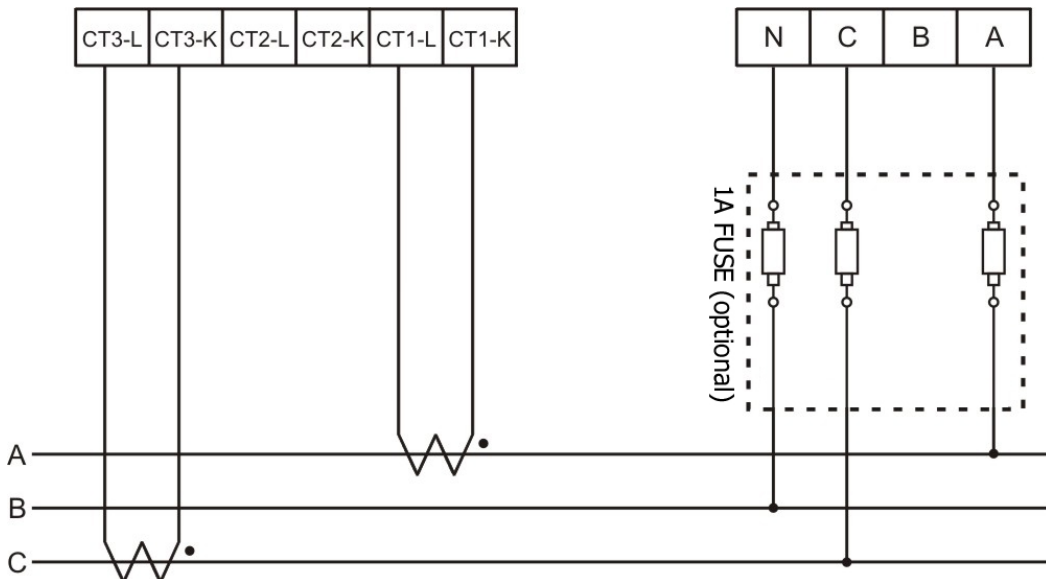 CT3-L CT3-K CT2-L CT2-K CT1-L CT1-K
N C B A
1A FUSE (optional)
A
B
C